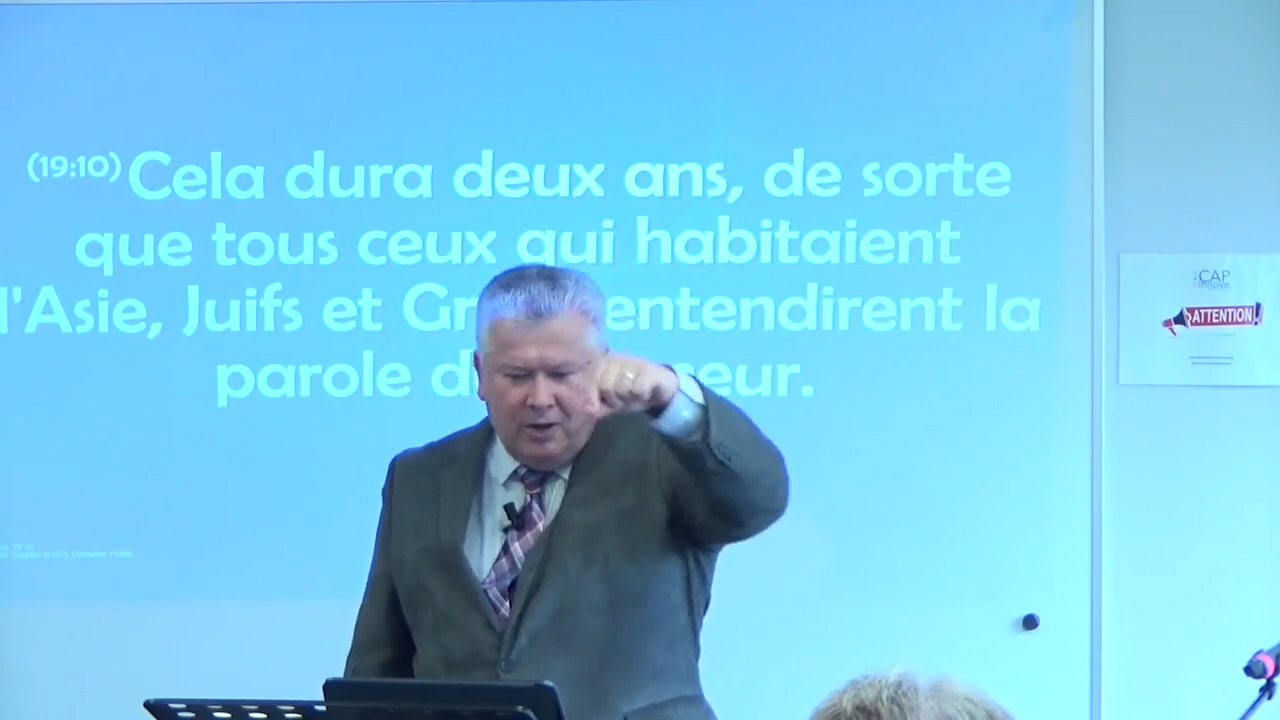 (19:10) Cela dura deux ans, de sorte
que tous ceux qui habitaient
l'Asie, Juifs et Gr entendirent la
parole d eur.
CAP
innove
ATTENTION!